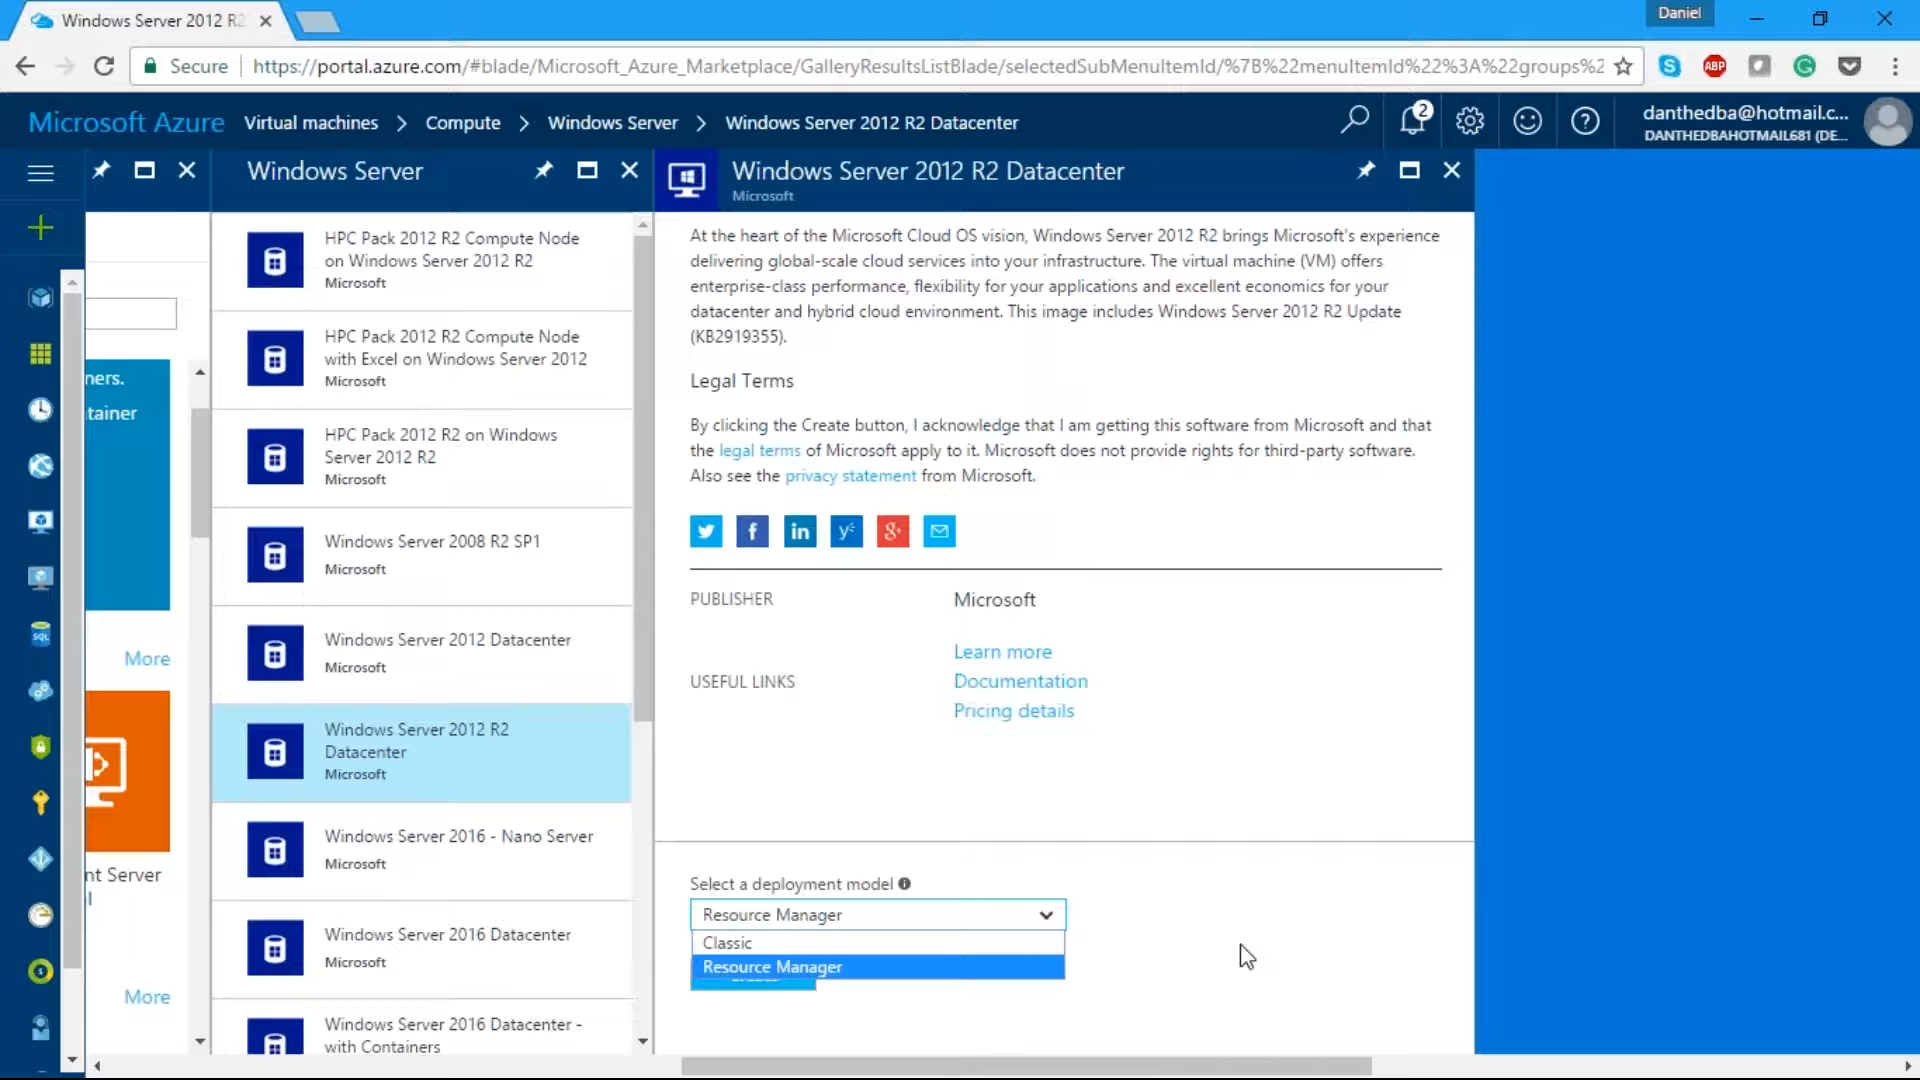 Windows Server 2012 R2
Daniel
Secure
https://portal.azure.com/#blade/Microsoft_Azure_Marketplace/GalleryResultsListBlade/selectedSubMenuItemId/%7B%22menuItemId%22%3A%22groups%2
ABP
Microsoft Azure
Virtual machines > Compute > Windows Server > Windows Server 2012 R2 Datacenter
2
danthedba@hotmail.c...
DANTHEDBAHOTMAIL681 (DE...
ners.
tainer
More
nt Server
l
More
SQL
Windows Server
HPC Pack 2012 R2 Compute Node
on Windows Server 2012 R2
Microsoft
HPC Pack 2012 R2 Compute Node
with Excel on Windows Server 2012
Microsoft
HPC Pack 2012 R2 on Windows
Server 2012 R2
Microsoft
Windows Server 2008 R2 SP1
Microsoft
Windows Server 2012 Datacenter
Microsoft
Windows Server 2012 R2
Datacenter
Microsoft
Windows Server 2016 - Nano Server
Microsoft
Windows Server 2016 Datacenter
Microsoft
Windows Server 2016 Datacenter -
with Containers
Windows Server 2012 R2 Datacenter
Microsoft
At the heart of the Microsoft Cloud OS vision, Windows Server 2012 R2 brings Microsoft's experience
delivering global-scale cloud services into your infrastructure. The virtual machine (VM) offers
enterprise-class performance, flexibility for your applications and excellent economics for your
datacenter and hybrid cloud environment. This image includes Windows Server 2012 R2 Update
(KB2919355).
Legal Terms
By clicking the Create button, I acknowledge that I am getting this software from Microsoft and that
the legal terms of Microsoft apply to it. Microsoft does not provide rights for third-party software.
Also see the privacy statement from Microsoft.
PUBLISHER
Microsoft
USEFUL LINKS
Learn more
Documentation
Pricing details
Select a deployment model
Resource Manager
Classic
Resource Manager